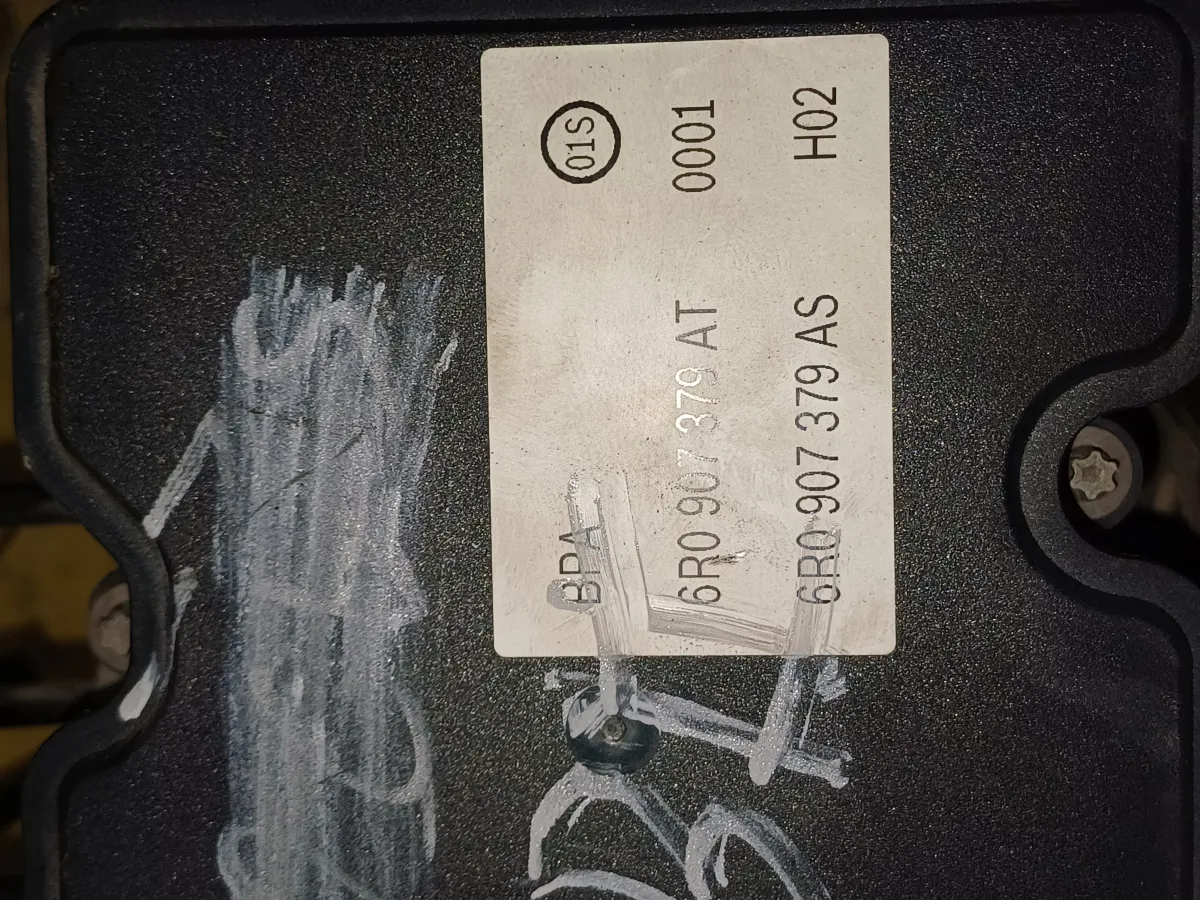 BPA 01S
6R0 907 379 AT 0001
6R0 907 379 AS H02